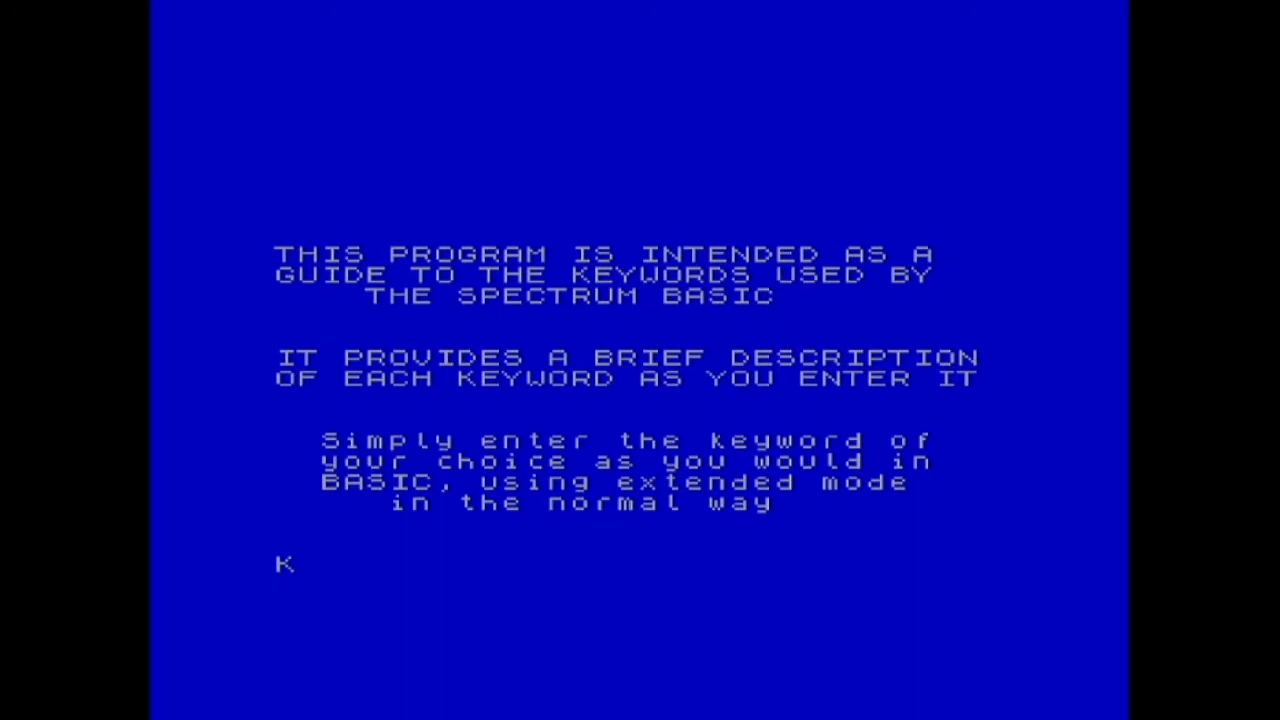 THIS PROGRAM IS INTENDED AS A
GUIDE TO THE KEYWORDS USED BY
THE SPECTRUM BASIC
IT PROVIDES A BRIEF DESCRIPTION
OF EACH KEYWORD AS YOU ENTER IT
Simply enter the keyword of
your choice as you would in
BASIC, using extended mode
in the normal way
K